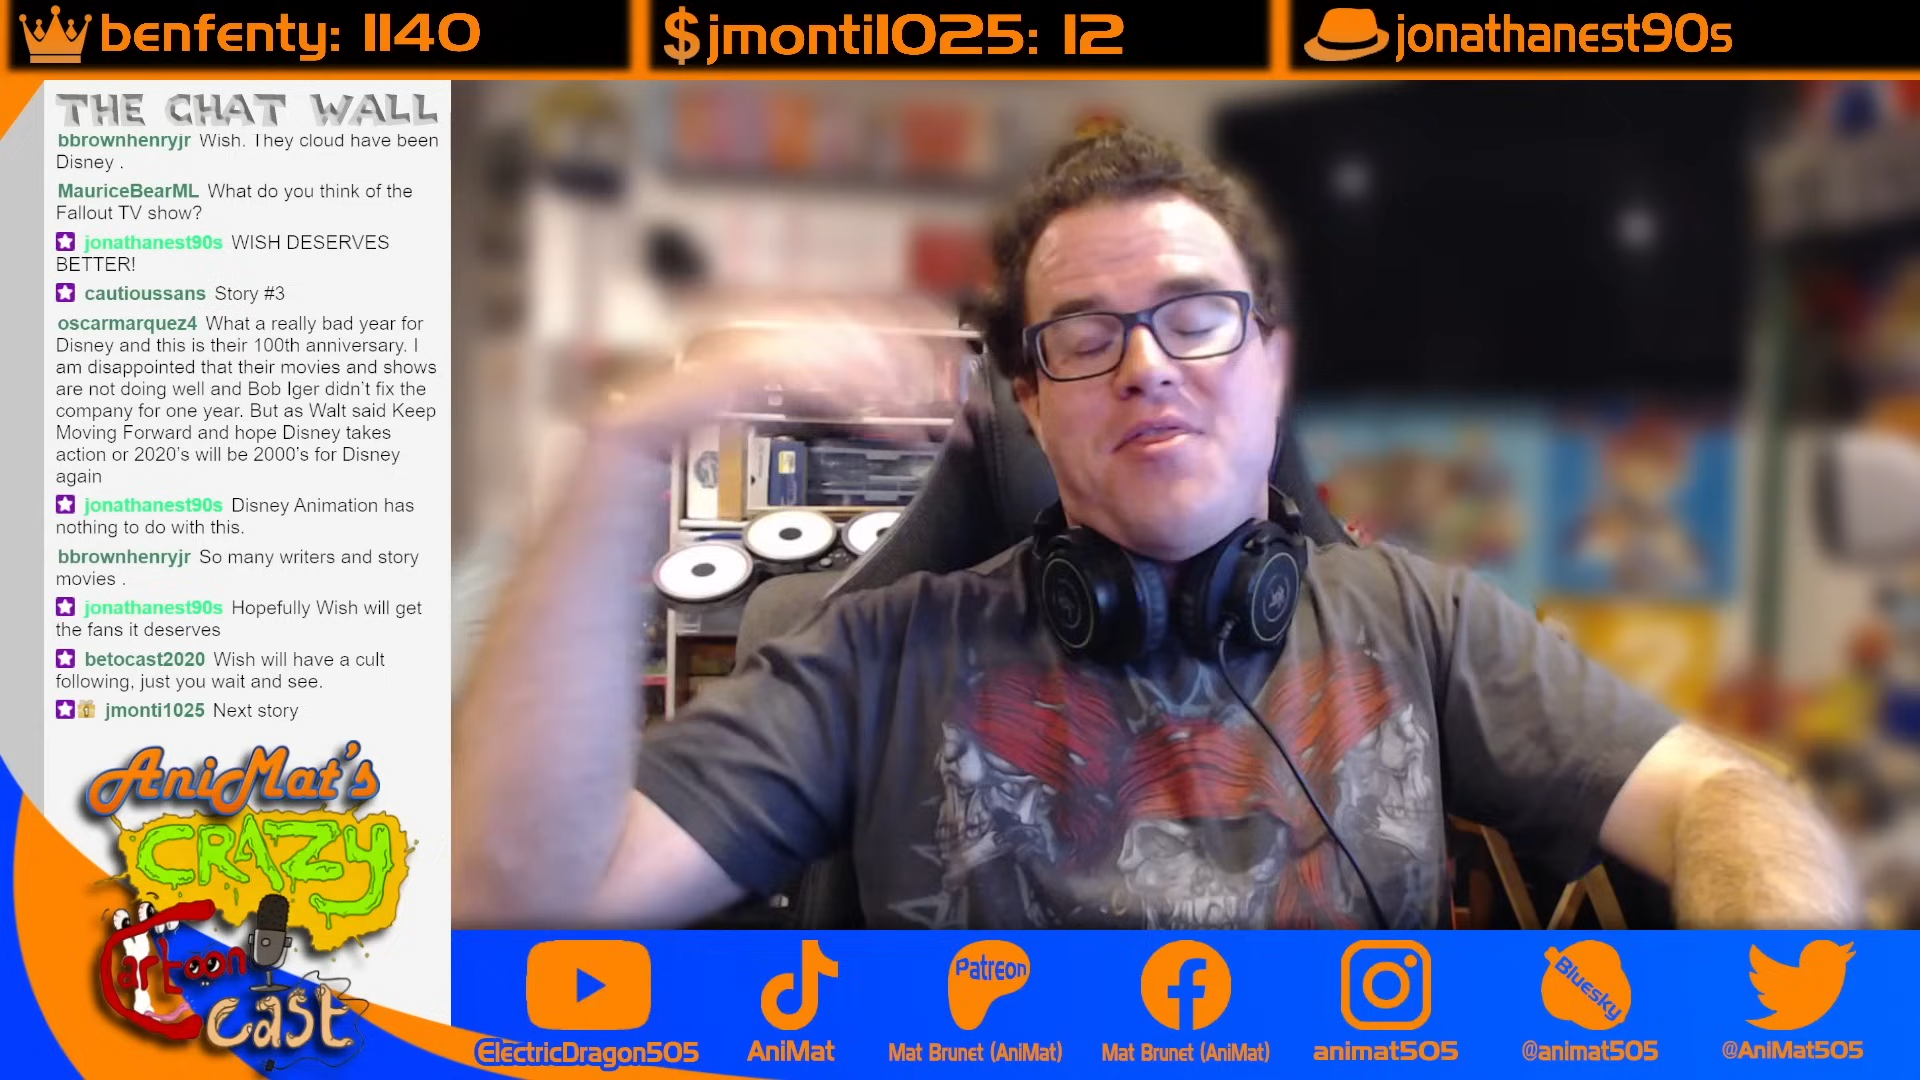 benfenty: 1140
$jmonti1025: 12
jonathanest90s
THE CHAT WALL
bbrownhenryjr Wish. They cloud have been
Disney .
MauriceBearML What do you think of the
Fallout TV show?
jonathanest90s WISH DESERVES
BETTER!
cautioussans Story #3
oscarmarquez4 What a really bad year for
Disney and this is their 100th anniversary. I
am disappointed that their movies and shows
are not doing well and Bob Iger didn't fix the
company for one year. But as Walt said Keep
Moving Forward and hope Disney takes
action or 2020's will be 2000's for Disney
again
jonathanest90s Disney Animation has
nothing to do with this.
bbrownhenryjr So many writers and story
movies .
jonathanest90s Hopefully Wish will get
the fans it deserves
betocast2020 Wish will have a cult
following, just you wait and see.
jmonti1025 Next story
AniMat's
CRAZY
Cartoon
Cast
Patreon
Bluesky
ElectricDragon505
AniMat
Mat Brunet (AniMat)
Mat Brunet (AniMat)
animat505
@animat505
@AniMat505